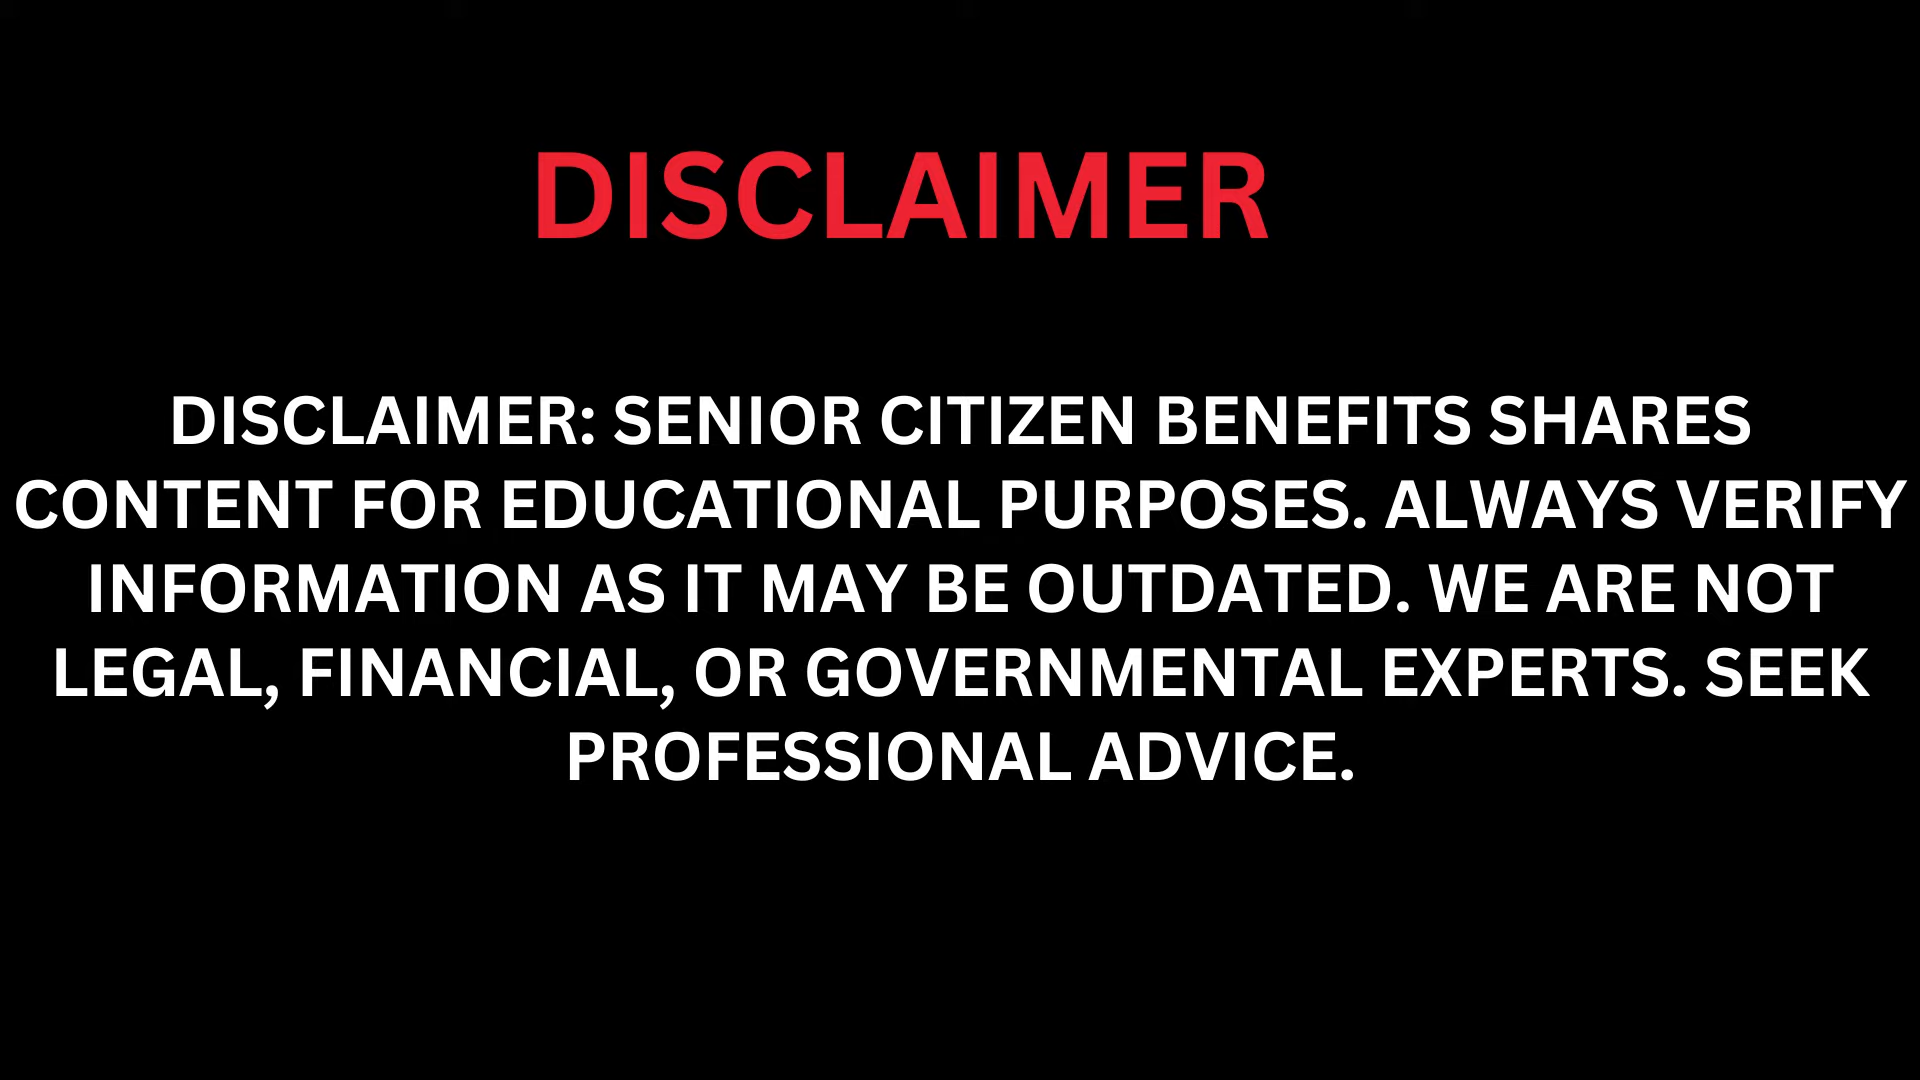 DISCLAIMER
DISCLAIMER: SENIOR CITIZEN BENEFITS SHARES
CONTENT FOR EDUCATIONAL PURPOSES. ALWAYS VERIFY
INFORMATION AS IT MAY BE OUTDATED. WE ARE NOT
LEGAL, FINANCIAL, OR GOVERNMENTAL EXPERTS. SEEK
PROFESSIONAL ADVICE.